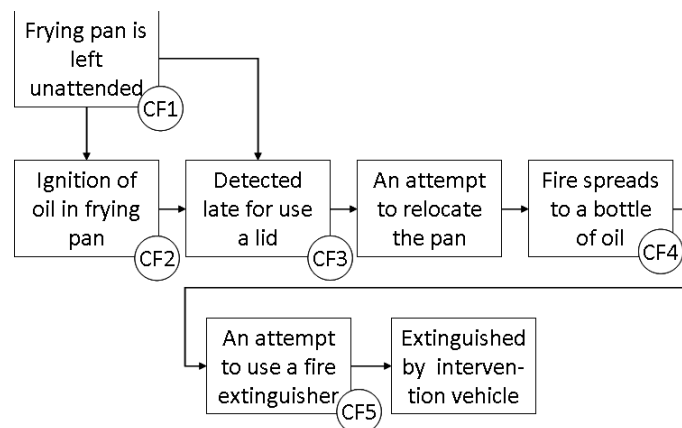 Frying pan is
left
unattended
CF1
Ignition of
oil in frying
pan
CF2
Detected
late for use
a lid
CF3
An attempt
to relocate
the pan
Fire spreads
to a bottle
of oil
CF4
An attempt
to use a fire
extinguisher
CF5
Extinguished
by interven-
tion vehicle